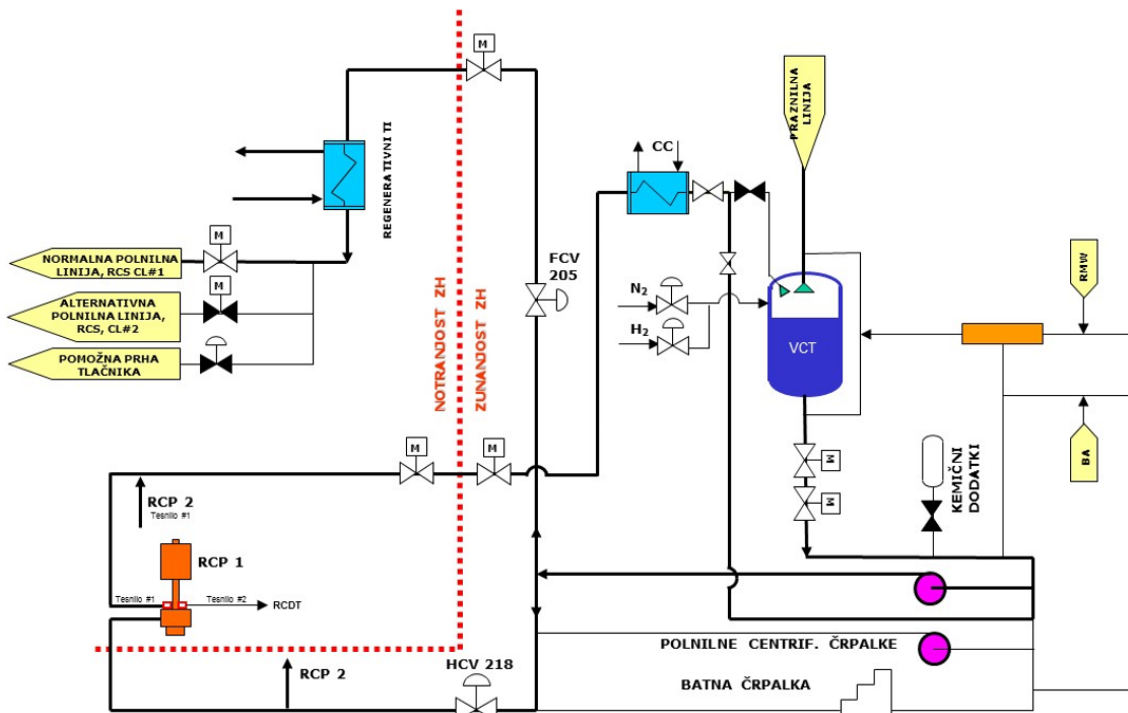 M
M
PRAZNILNA
LINIJA
REGENERATIVNI TI
CC
M
NORMALNA POLNILNA
LINIJA, RCS CL#1
FCV
205
M
ALTERNATIVNA
POLNILNA LINIJA,
RCS, CL#2
N2
H2
RMW
POMOŽNA PRHA
TLAČNIKA
NOTRANJOST ZH
ZUNANJOST ZH
VCT
M
M
M
M
BA
KEMIČNI
DODATKI
RCP 2
Tesnilo #1
RCP 1
Tesnilo #1
Tesnilo #2
RCDT
POLNILNE CENTRIF. ČRPALKE
HCV 218
RCP 2
BATNA ČRPALKA